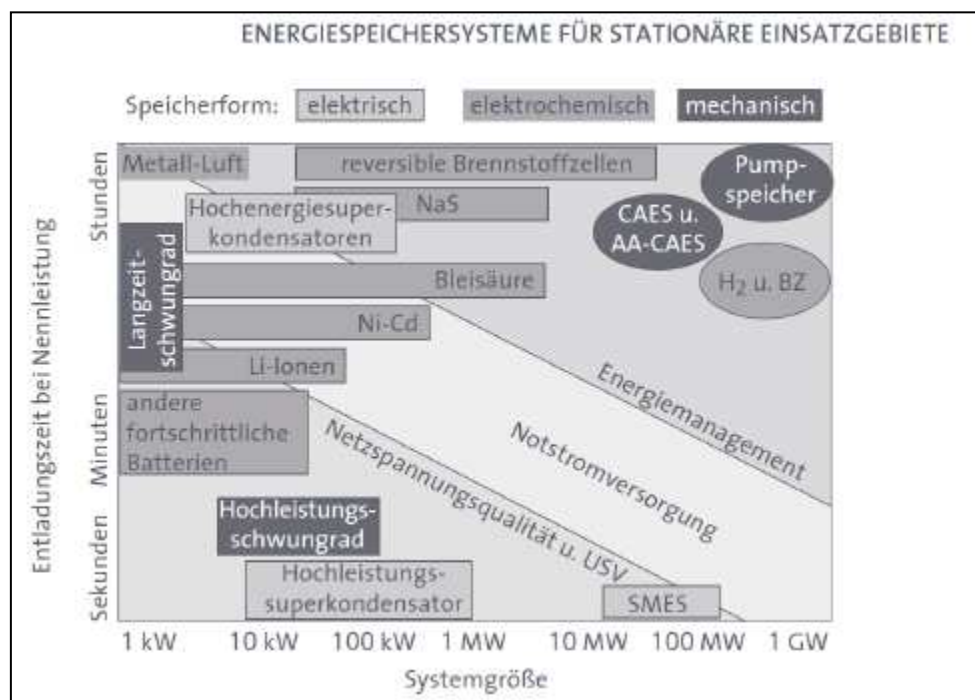 ENERGIESPEICHERSYSTEME FÜR STATIONÄRE EINSATZGEBIETE
Speicherform: elektrisch elektrochemisch mechanisch
Entladungszeit bei Nennleistung
Stunden
Minuten
Sekunden
Metall-Luft
reversible Brennstoffzellen
Pump-
speicher
NaS
Hochenergiesuper-
kondensatoren
CAES u.
AA-CAES
Langzeit-
schwungrad
Bleisäure
H2 u. BZ
Ni-Cd
Li-Ionen
andere
fortschrittliche
Batterien
Energiemanagement
Notstromversorgung
Netzspannungsqualität u. USV
Hochleistungs-
schwungrad
Hochleistungs-
superkondensator
SMES
1 kW 10 kW 100 kW 1 MW 10 MW 100 MW 1 GW
Systemgröße